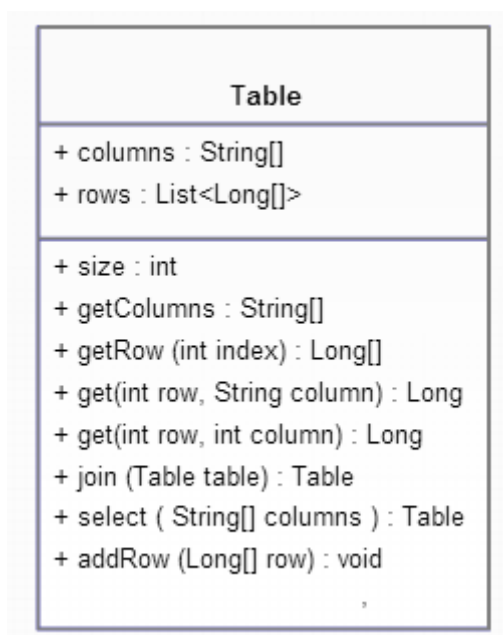 Table
+ columns : String[]
+ rows : List<Long[]>
+ size : int
+ getColumns : String[]
+ getRow (int index) : Long[]
+ get(int row, String column) : Long
+ get(int row, int column) : Long
+ join (Table table) : Table
+ select ( String[] columns ) : Table
+ addRow (Long[] row) : void
,